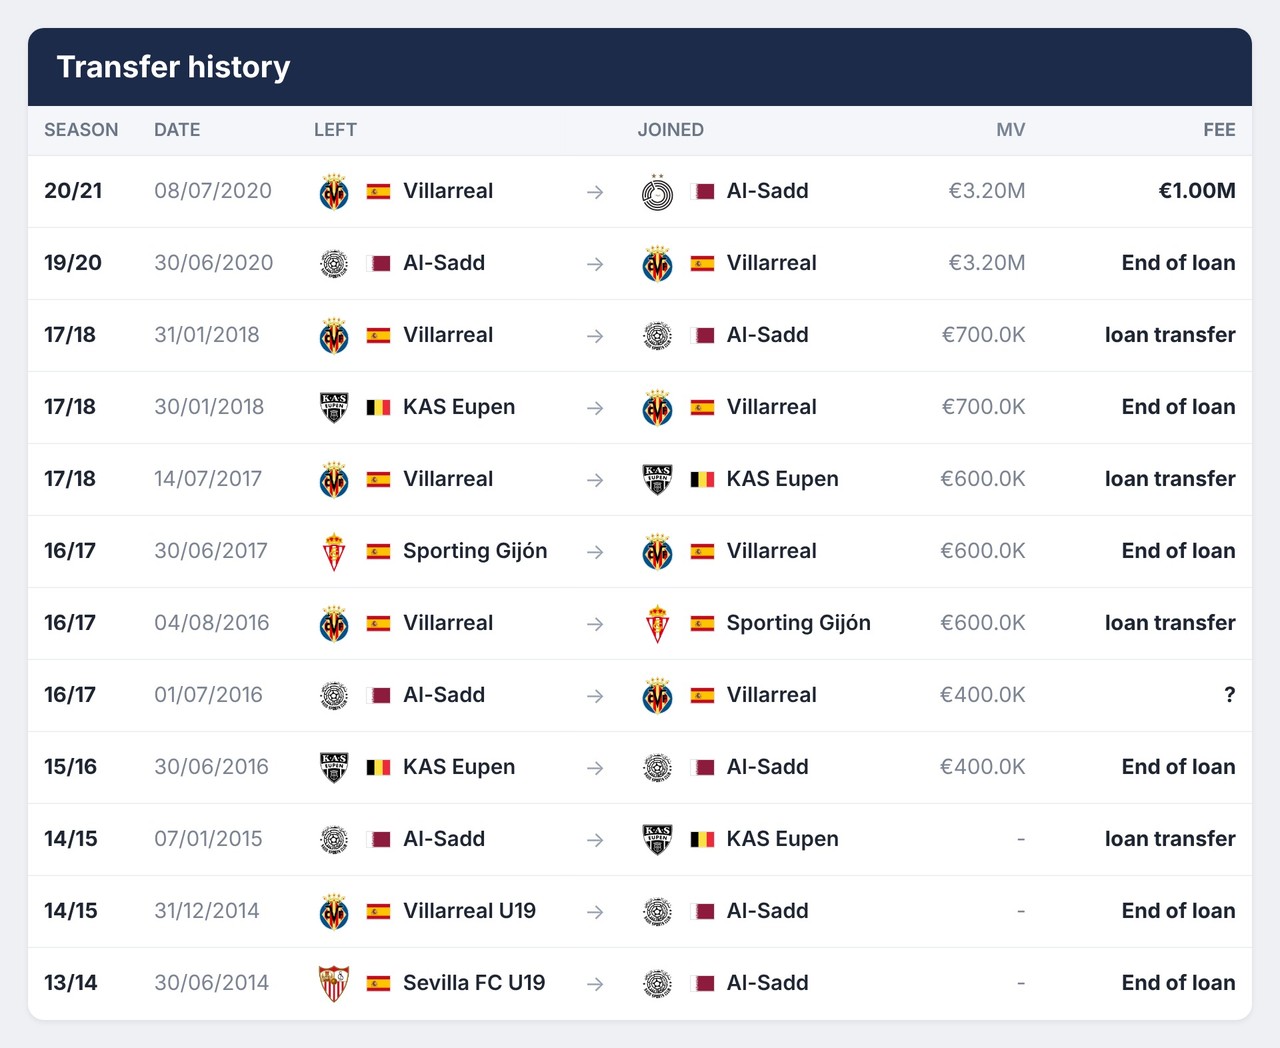 Transfer history
SEASON DATE LEFT JOINED MV FEE
20/21 08/07/2020 Villarreal → Al-Sadd €3.20M €1.00M
19/20 30/06/2020 Al-Sadd → Villarreal €3.20M End of loan
17/18 31/01/2018 Villarreal → Al-Sadd €700.0K loan transfer
17/18 30/01/2018 KAS EUPEN KAS Eupen → Villarreal €700.0K End of loan
17/18 14/07/2017 Villarreal → KAS EUPEN KAS Eupen €600.0K loan transfer
16/17 30/06/2017 Sporting Gijón → Villarreal €600.0K End of loan
16/17 04/08/2016 Villarreal → Sporting Gijón €600.0K loan transfer
16/17 01/07/2016 Al-Sadd → Villarreal €400.0K ?
15/16 30/06/2016 KAS EUPEN KAS Eupen → Al-Sadd €400.0K End of loan
14/15 07/01/2015 Al-Sadd → KAS EUPEN KAS Eupen - loan transfer
14/15 31/12/2014 Villarreal U19 → Al-Sadd - End of loan
13/14 30/06/2014 Sevilla FC U19 → Al-Sadd - End of loan